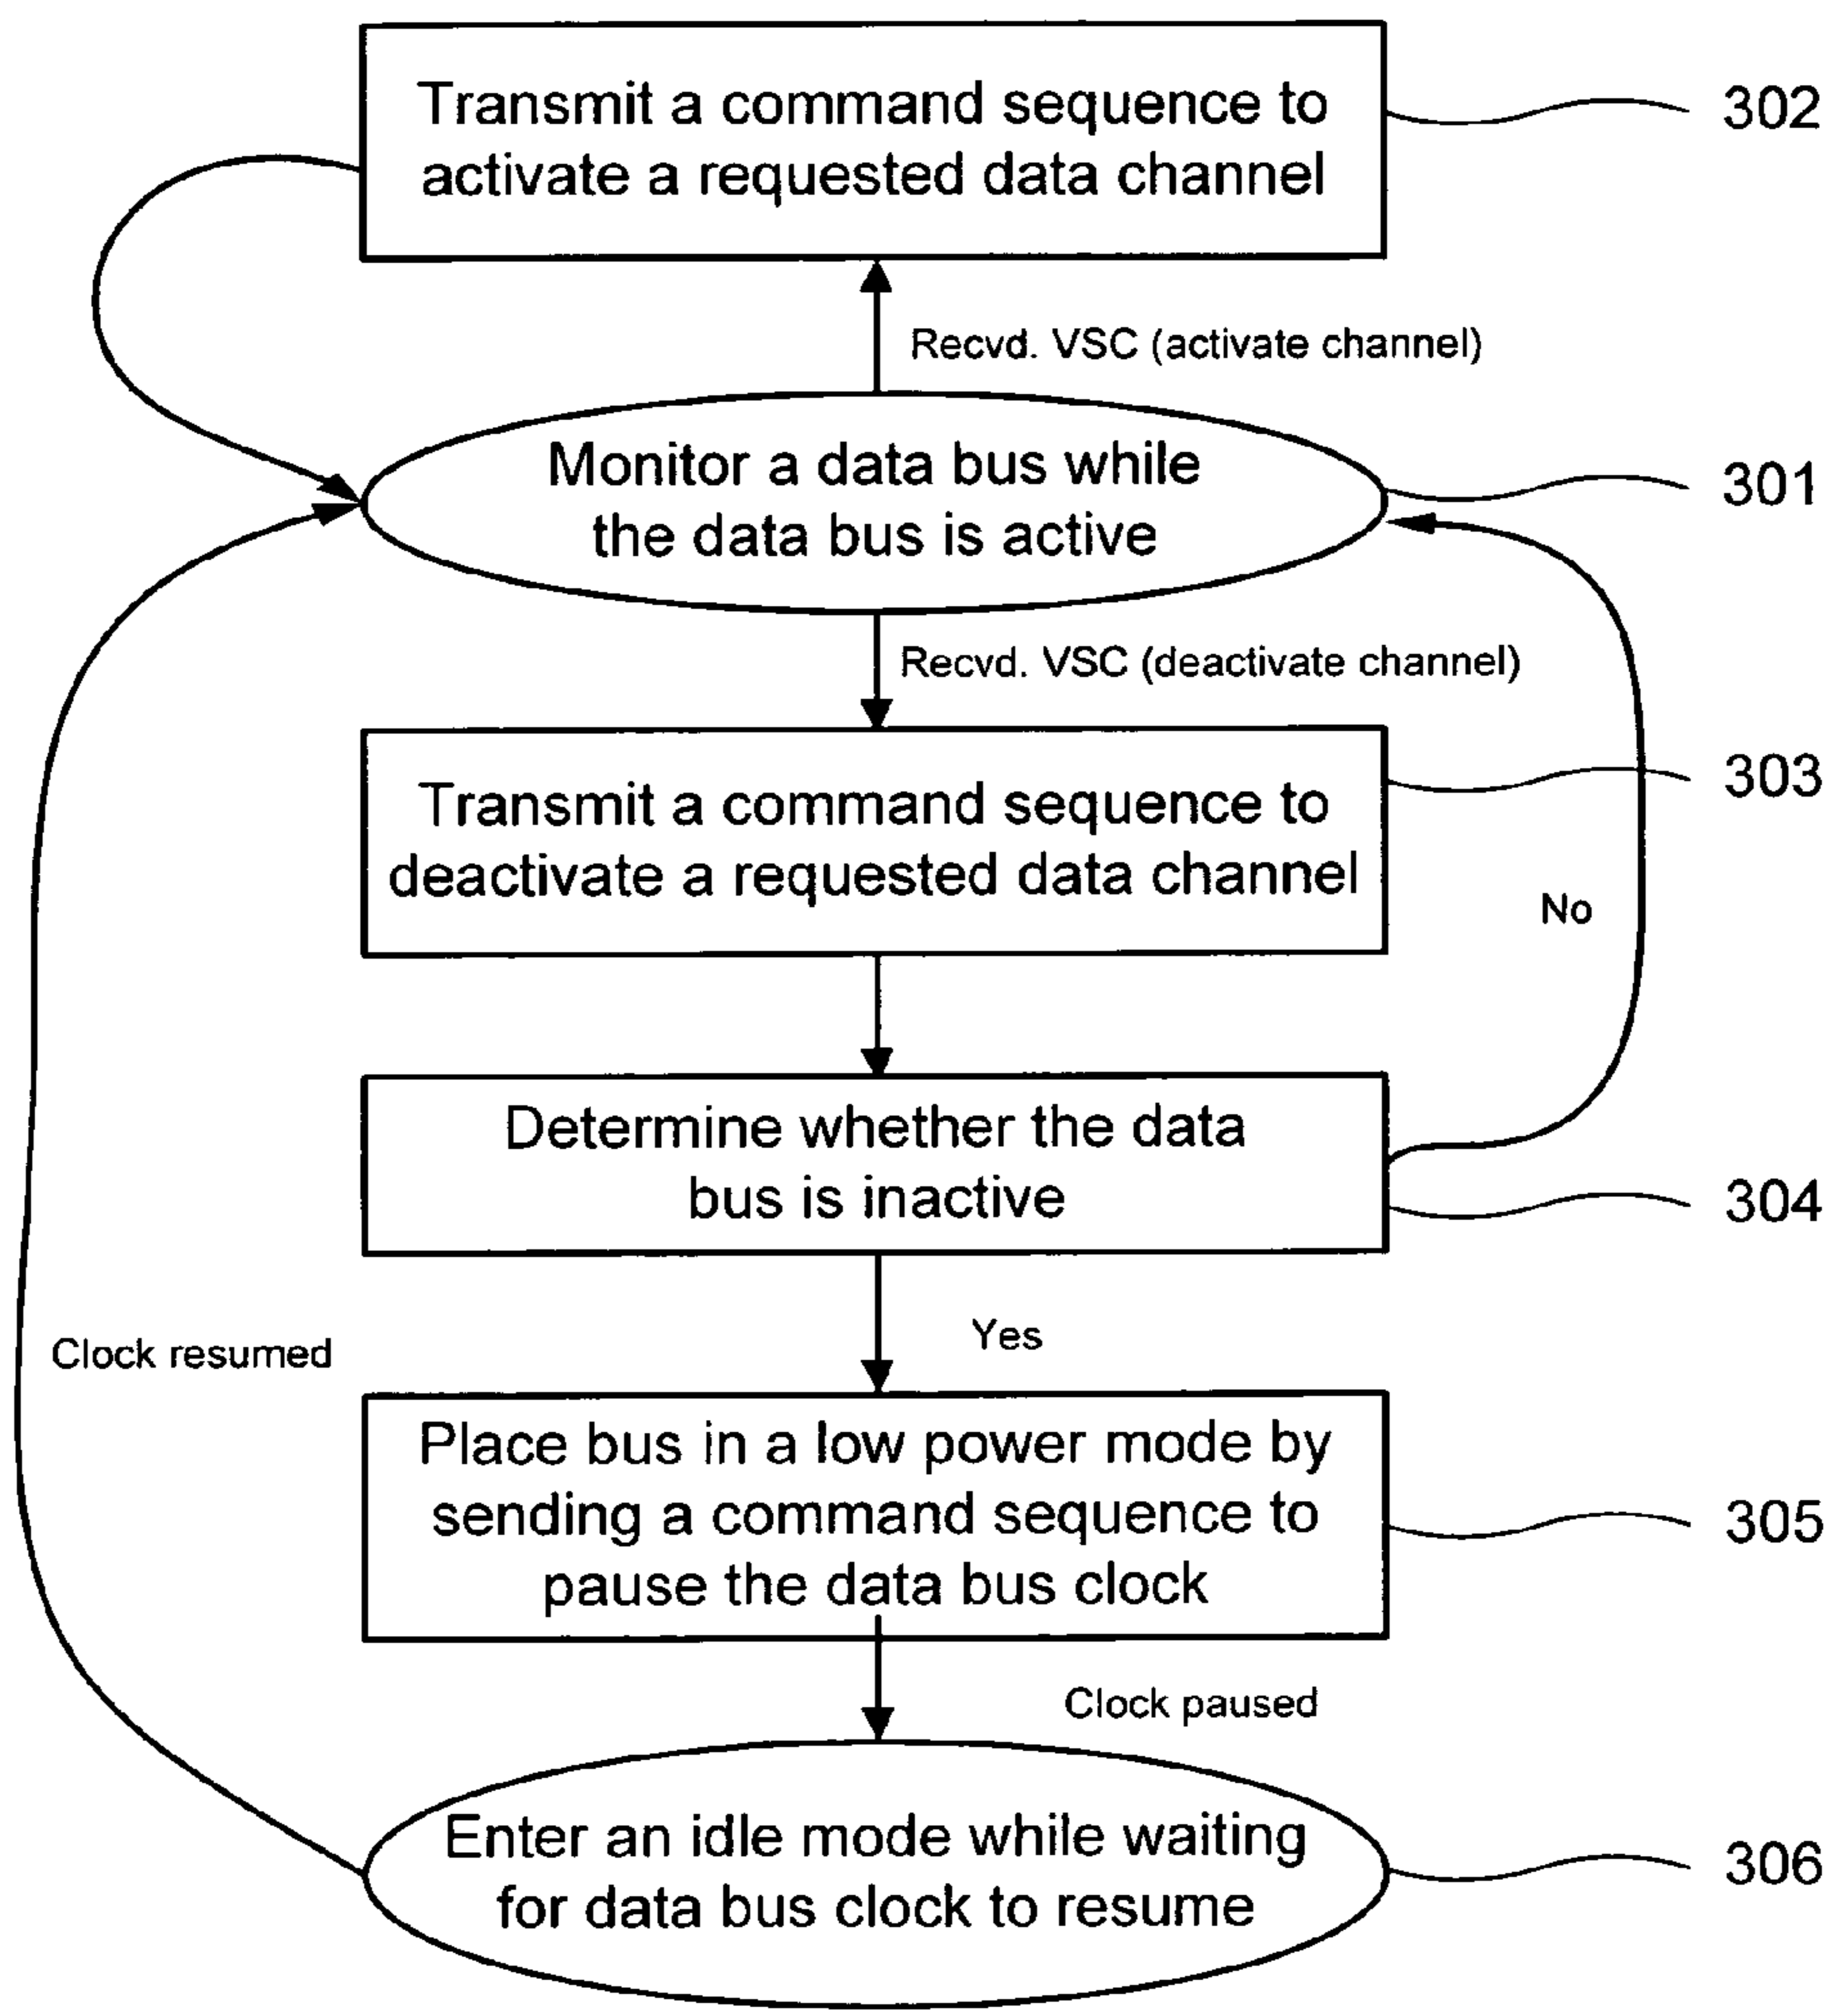 Transmit a command sequence to
activate a requested data channel
302
Recvd. VSC (activate channel)
Monitor a data bus while
the data bus is active
301
Recvd. VSC (deactivate channel)
Transmit a command sequence to
deactivate a requested data channel
303
No
Determine whether the data
bus is inactive
304
Yes
Clock resumed
Place bus in a low power mode by
sending a command sequence to
pause the data bus clock
305
Clock paused
Enter an idle mode while waiting
for data bus clock to resume
306